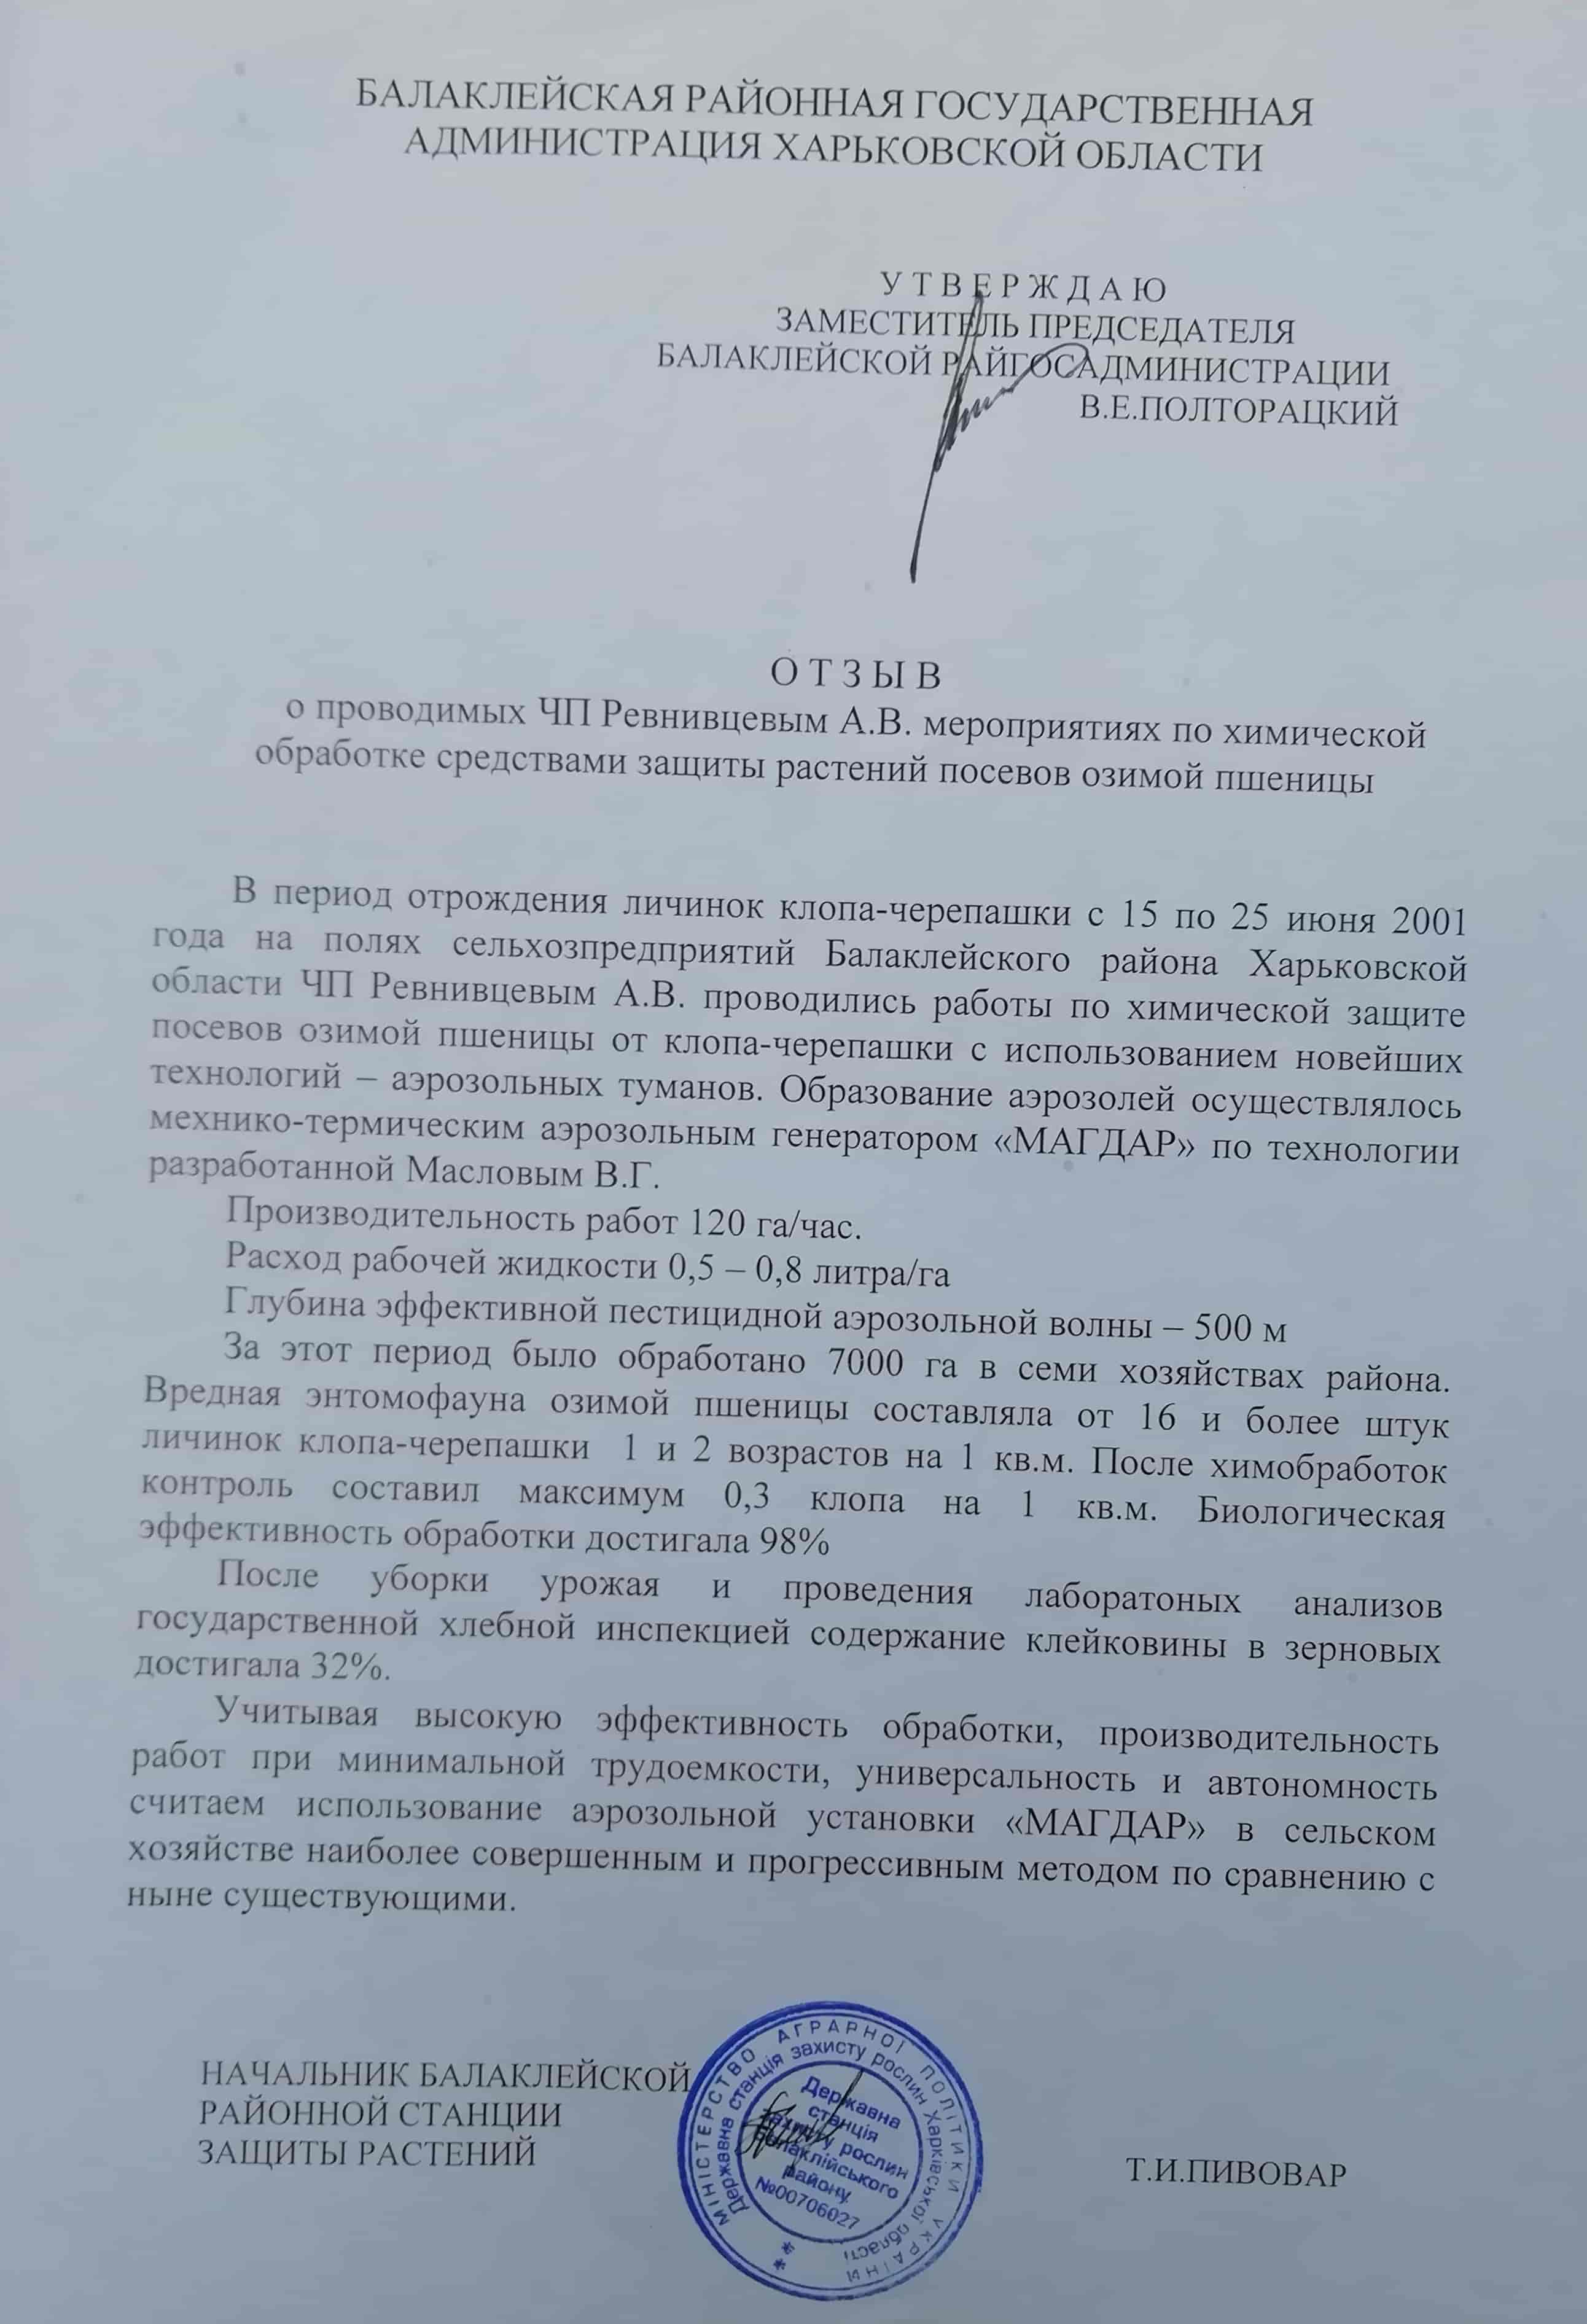 БАЛАКЛЕЙСКАЯ РАЙОННАЯ ГОСУДАРСТВЕННАЯ
АДМИНИСТРАЦИЯ ХАРЬКОВСКОЙ ОБЛАСТИ
У Т В Е Р Ж Д А Ю
ЗАМЕСТИТЕЛЬ ПРЕДСЕДАТЕЛЯ
БАЛАКЛЕЙСКОЙ РАЙГОСАДМИНИСТРАЦИИ
В.Е.ПОЛТОРАЦКИЙ
О Т З Ы В
о проводимых ЧП Ревнивцевым А.В. мероприятиях по химической
обработке средствами защиты растений посевов озимой пшеницы
В период отрождения личинок клопа-черепашки с 15 по 25 июня 2001
года на полях сельхозпредприятий Балаклейского района Харьковской
области ЧП Ревнивцевым А.В. проводились работы по химической защите
посевов озимой пшеницы от клопа-черепашки с использованием новейших
технологий – аэрозольных туманов. Образование аэрозолей осуществлялось
мехнико-термическим аэрозольным генератором «МАГДАР» по технологии
разработанной Масловым В.Г.
Производительность работ 120 га/час.
Расход рабочей жидкости 0,5 – 0,8 литра/га
Глубина эффективной пестицидной аэрозольной волны – 500 м
За этот период было обработано 7000 га в семи хозяйствах района.
Вредная энтомофауна озимой пшеницы составляла от 16 и более штук
личинок клопа-черепашки 1 и 2 возрастов на 1 кв.м. После химобработок
контроль составил максимум 0,3 клопа на 1 кв.м. Биологическая
эффективность обработки достигала 98%
После уборки урожая и проведения лаборатоных анализов
государственной хлебной инспекцией содержание клейковины в зерновых
достигала 32%.
Учитывая высокую эффективность обработки, производительность
работ при минимальной трудоемкости, универсальность и автономность
считаем использование аэрозольной установки «МАГДАР» в сельском
хозяйстве наиболее совершенным и прогрессивным методом по сравнению с
ныне существующими.
НАЧАЛЬНИК БАЛАКЛЕЙСКОЙ
РАЙОННОЙ СТАНЦИИ
ЗАЩИТЫ РАСТЕНИЙ
Т.И.ПИВОВАР
МІНІСТЕРСТВО АГРАРНОЇ ПОЛІТИКИ УКРАЇНИ
Державна станція захисту рослин Харківської області
Державна
станція
захисту рослин
Балаклійського
району
№00706027